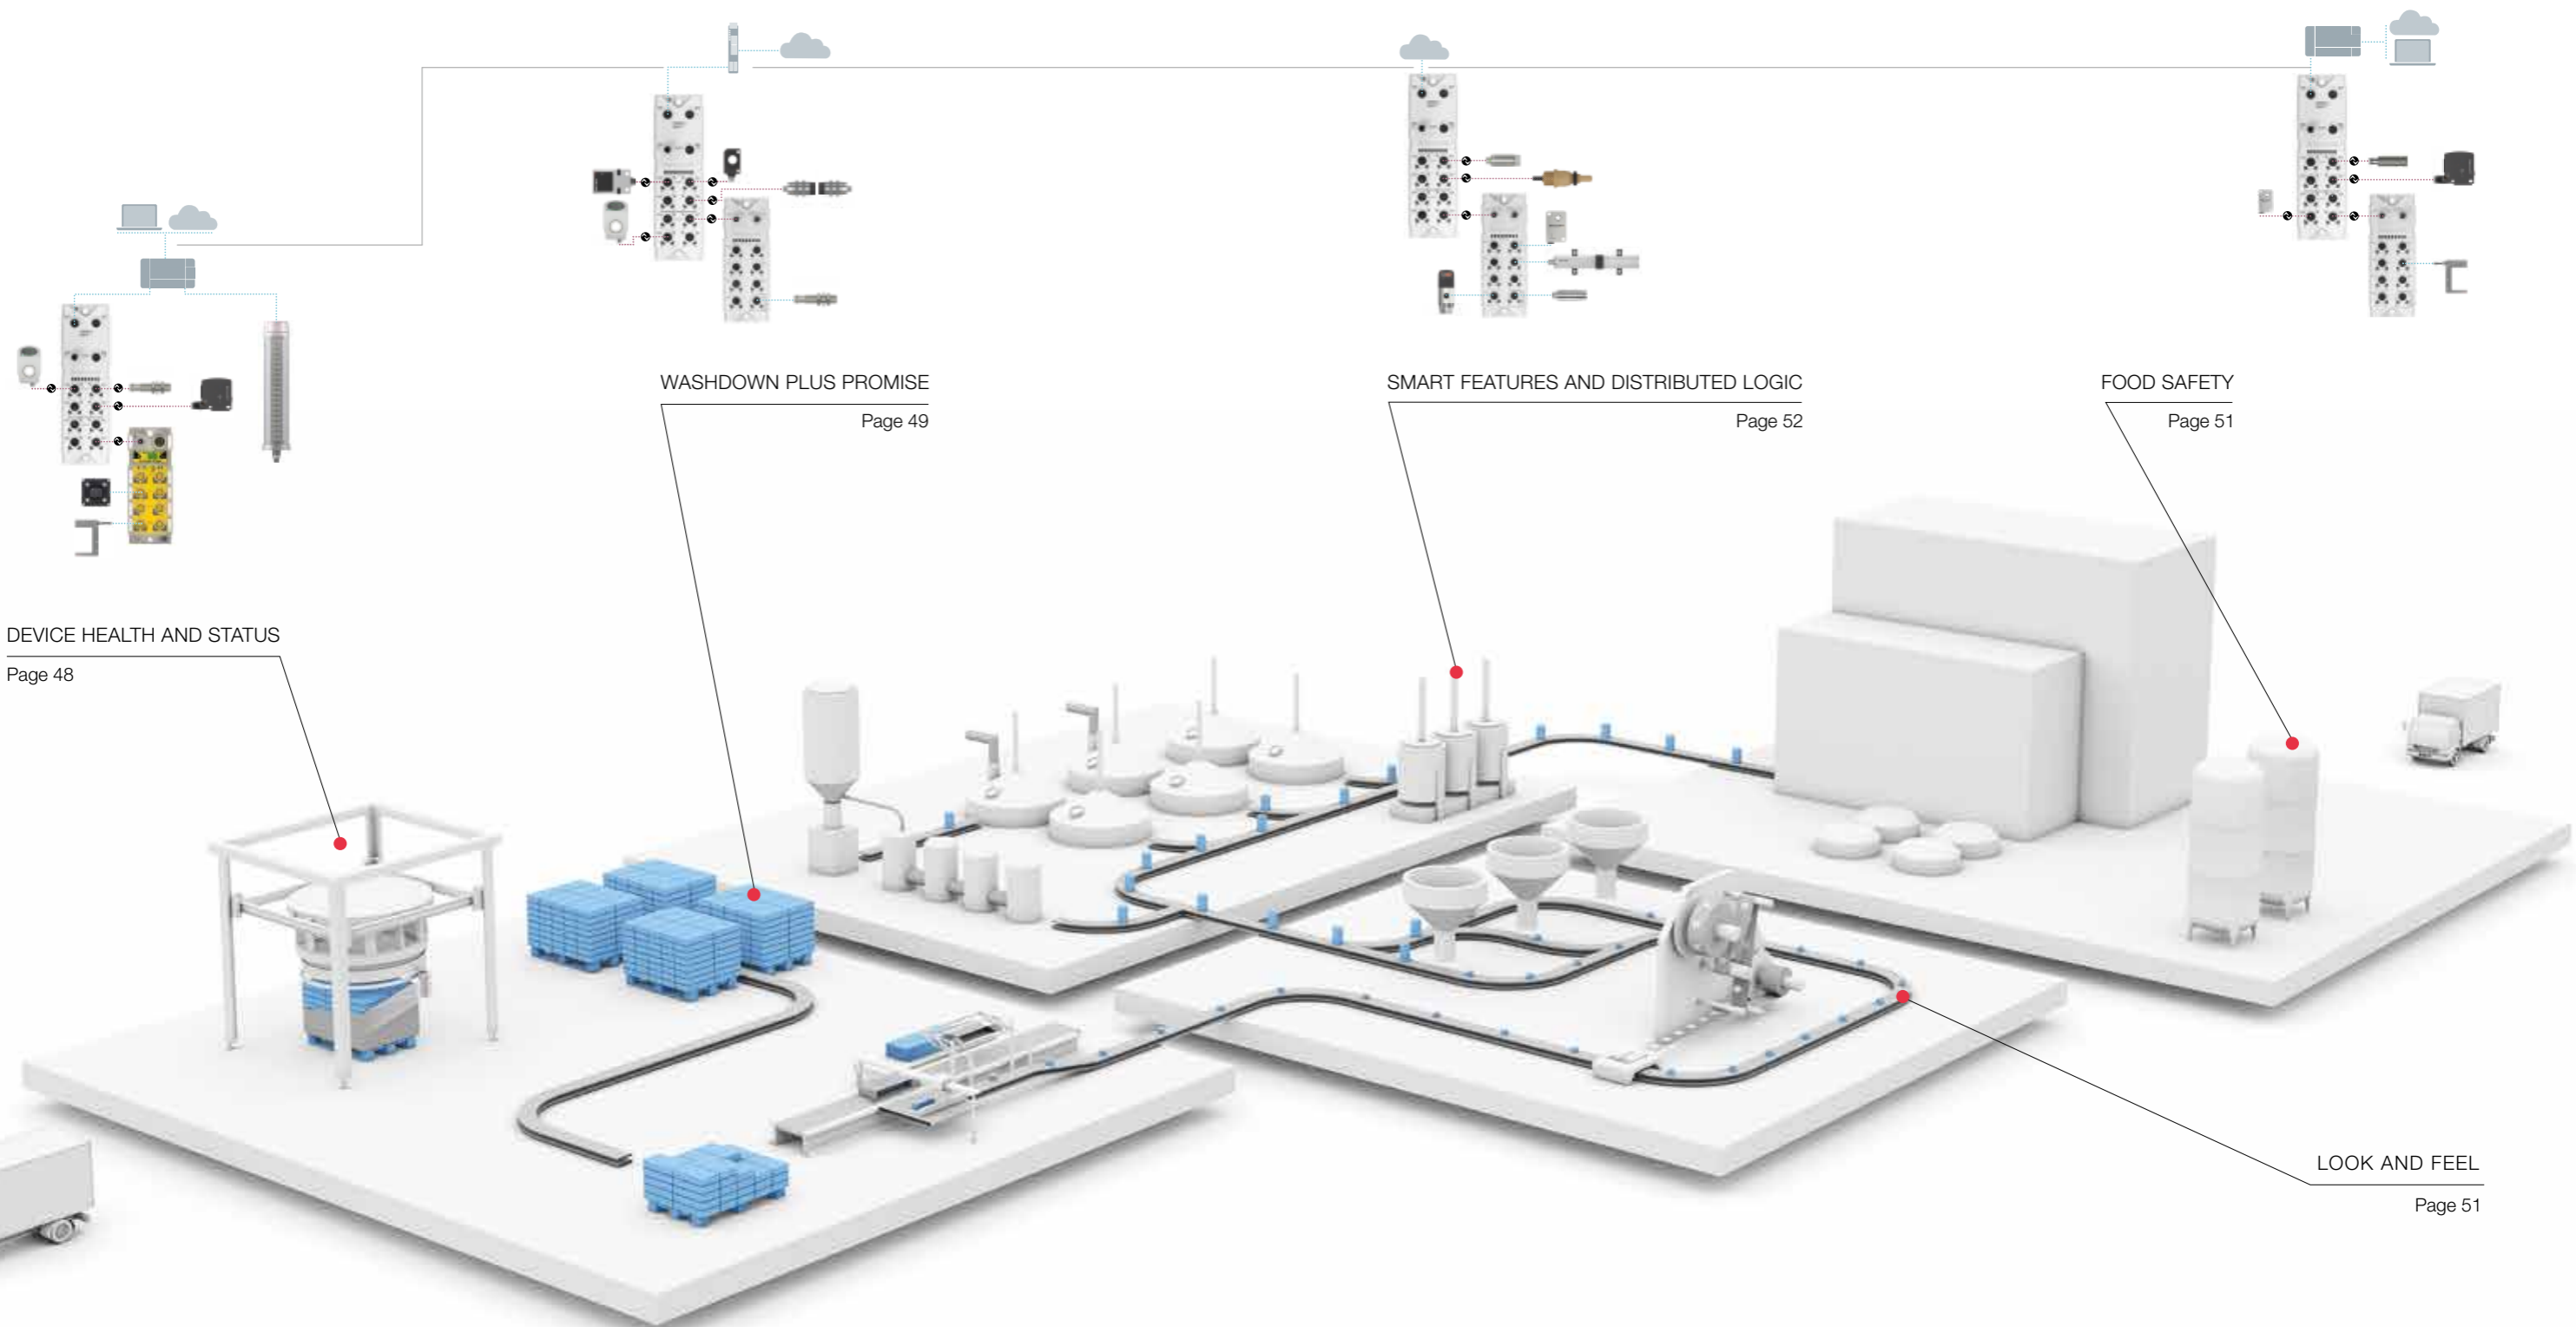 WASHDOWN PLUS PROMISE
Page 49
SMART FEATURES AND DISTRIBUTED LOGIC
Page 52
FOOD SAFETY
Page 51
DEVICE HEALTH AND STATUS
Page 48
LOOK AND FEEL
Page 51